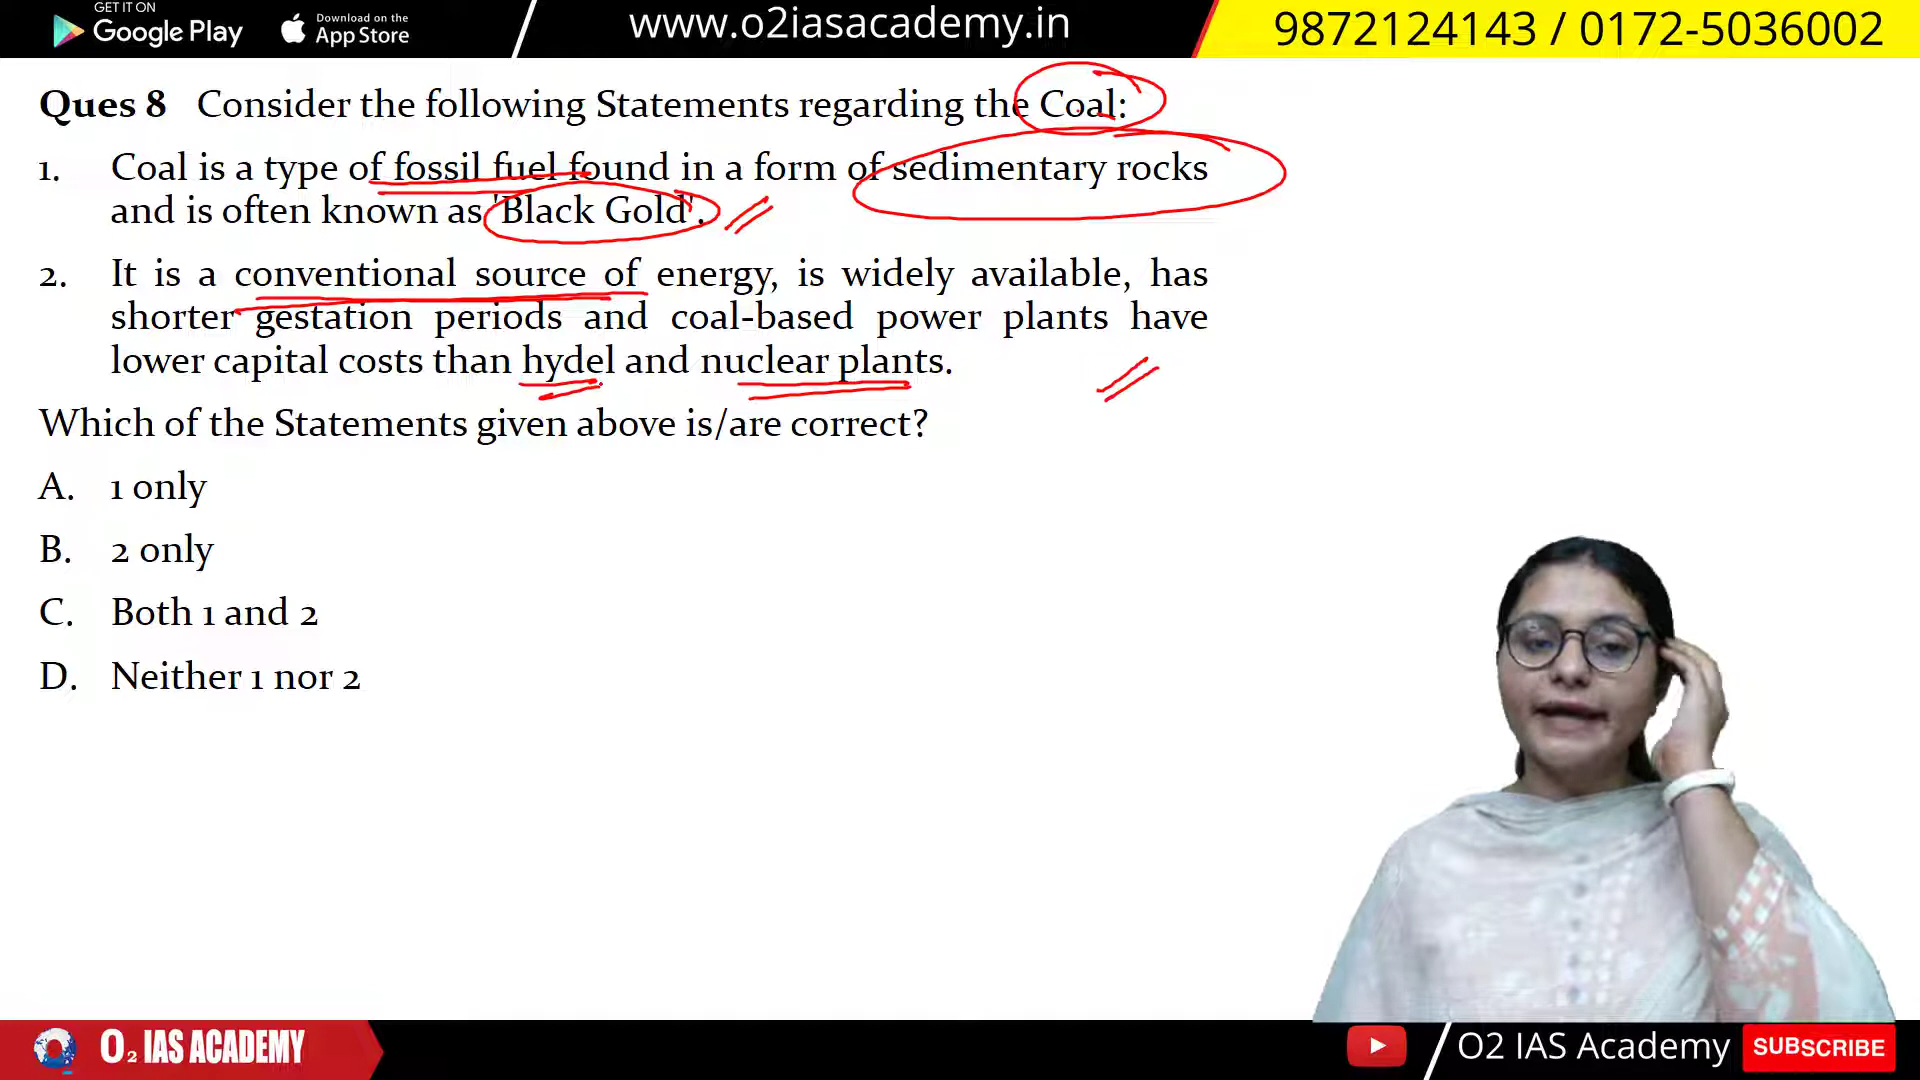 GET IT ON
Google Play
Download on the
App Store
www.o2iasacademy.in
9872124143 / 0172-5036002
Ques 8 Consider the following Statements regarding the Coal:
1. Coal is a type of fossil fuel found in a form of sedimentary rocks
and is often known as 'Black Gold'.
2. It is a conventional source of energy, is widely available, has
shorter gestation periods and coal-based power plants have
lower capital costs than hydel and nuclear plants.
Which of the Statements given above is/are correct?
A. 1 only
B. 2 only
C. Both 1 and 2
D. Neither 1 nor 2
O2 IAS ACADEMY
O2 IAS Academy
SUBSCRIBE